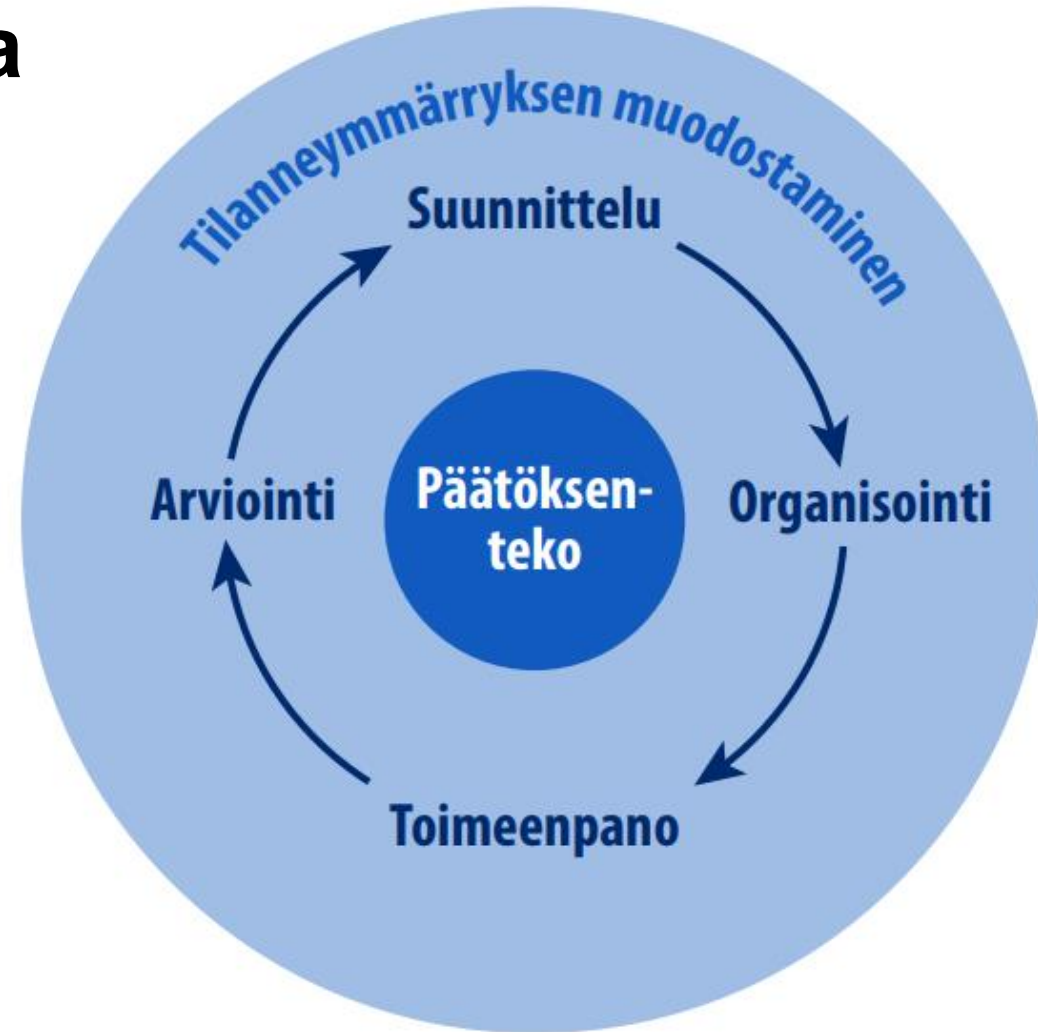 a
Tilanneymmärryksen muodostaminen
Suunnittelu
Arviointi
Päätöksen-
teko
Organisointi
Toimeenpano